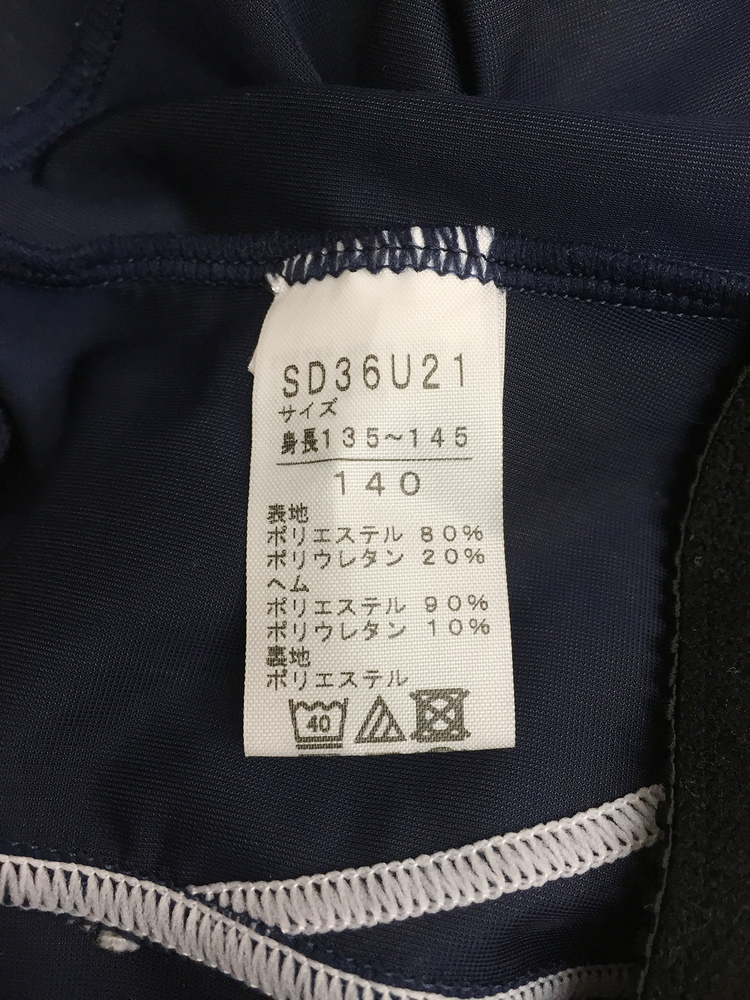 SD36U21
サイズ
身長135~145
140
表地
ポリエステル 80%
ポリウレタン 20%
ヘム
ポリエステル 90%
ポリウレタン 10%
裏地
ポリエステル
40